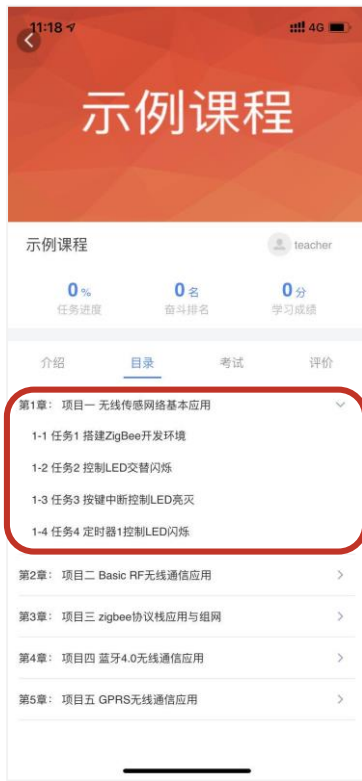 11:18
4G
示例课程
示例课程
teacher
0% 0名 0分
任务进度 奋斗排名 学习成绩
介绍 目录 考试 评价
第1章： 项目一 无线传感网络基本应用
1-1 任务1 搭建ZigBee开发环境
1-2 任务2 控制LED交替闪烁
1-3 任务3 按键中断控制LED亮灭
1-4 任务4 定时器1控制LED闪烁
第2章： 项目二 Basic RF无线通信应用
第3章： 项目三 zigbee协议栈应用与组网
第4章： 项目四 蓝牙4.0无线通信应用
第5章： 项目五 GPRS无线通信应用